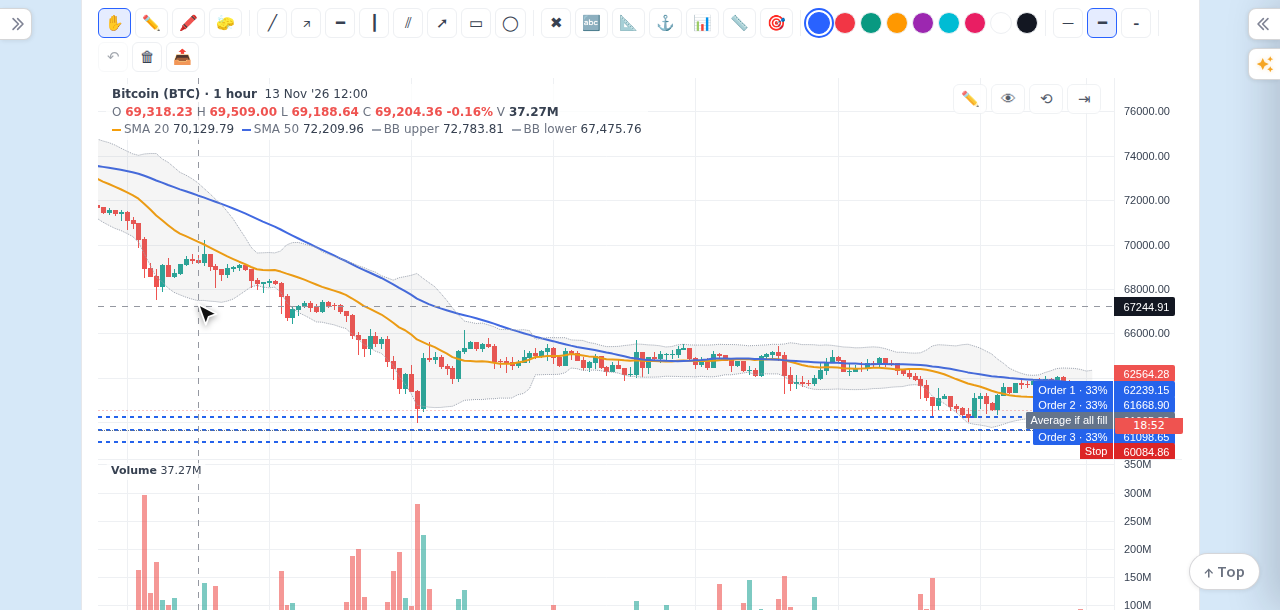 Bitcoin (BTC) · 1 hour 13 Nov '26 12:00
O 69,318.23 H 69,509.00 L 69,188.64 C 69,204.36 -0.16% V 37.27M
SMA 20 70,129.79 SMA 50 72,209.96 BB upper 72,783.81 BB lower 67,475.76
76000.00
74000.00
72000.00
70000.00
68000.00
67244.91
66000.00
62564.28
Order 1 · 33% 62239.15
Order 2 · 33% 61668.90
Average if all fill
18:52
Order 3 · 33% 61098.65
Stop 60084.86
Volume 37.27M
350M
300M
250M
200M
150M
100M
↑ Top